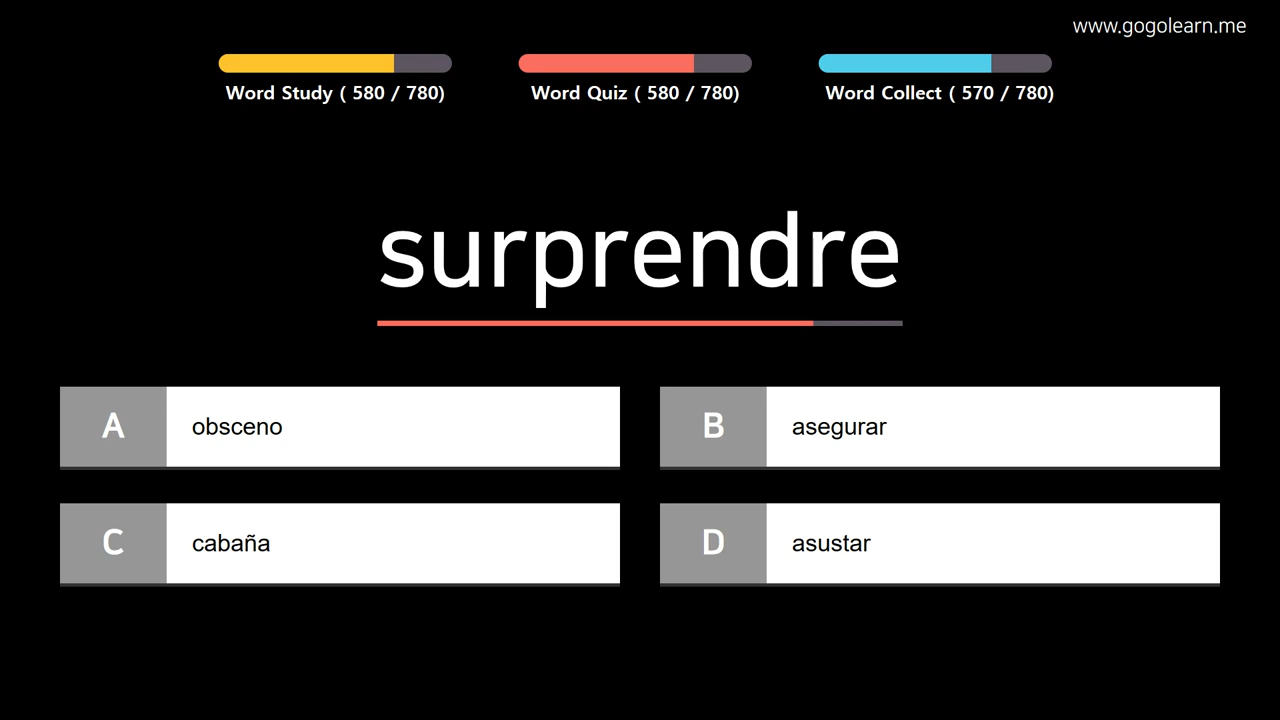 www.gogolearn.me
Word Study ( 580 / 780)
Word Quiz ( 580 / 780)
Word Collect ( 570 / 780)
surprendre
A obsceno
B asegurar
C cabaña
D asustar